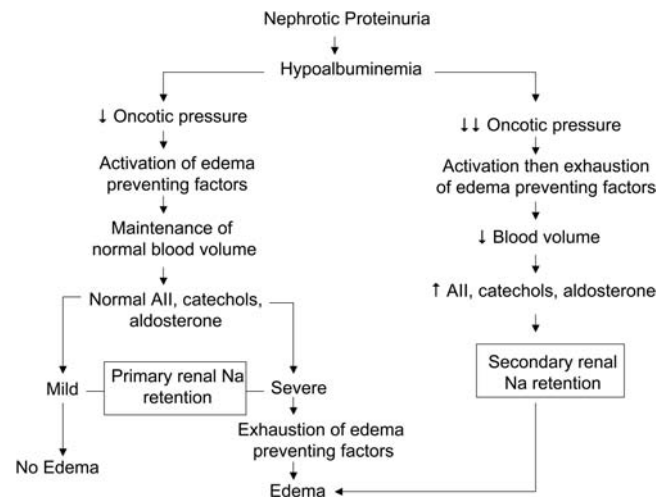 Nephrotic Proteinuria
Hypoalbuminemia
↓ Oncotic pressure
Activation of edema
preventing factors
Maintenance of
normal blood volume
Normal AII, catechols,
aldosterone
Mild
Primary renal Na
retention
Severe
No Edema
Exhaustion of edema
preventing factors
↓↓ Oncotic pressure
Activation then exhaustion
of edema preventing factors
↓ Blood volume
↑ AII, catechols, aldosterone
Secondary renal
Na retention
Edema